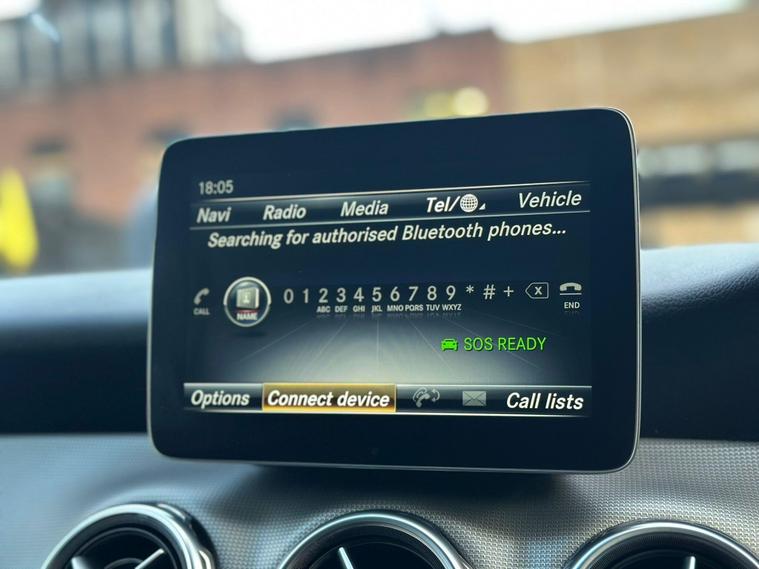 18:05
Navi Radio Media Tel/ Vehicle
Searching for authorised Bluetooth phones...
CALL NAME 0 1 2 3 4 5 6 7 8 9 * # + END
ABC DEF GHI JKL MNO PQRS TUV WXYZ
SOS READY
Options Connect device Call lists